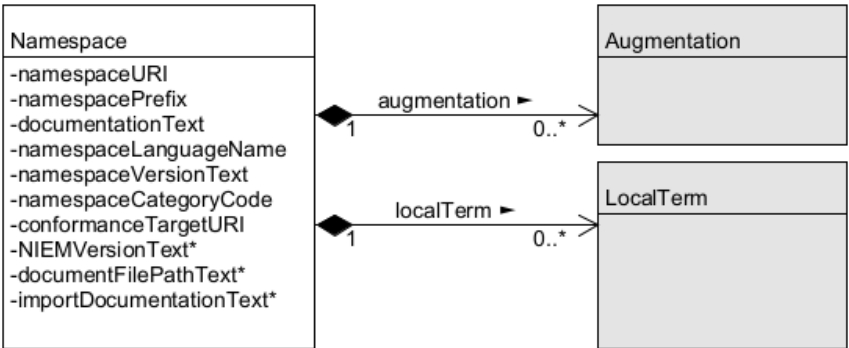 Namespace
-namespaceURI
-namespacePrefix
-documentationText
-namespaceLanguageName
-namespaceVersionText
-namespaceCategoryCode
-conformanceTargetURI
-NIEMVersionText*
-documentFilePathText*
-importDocumentationText*
augmentation ►
1
0..*
Augmentation
localTerm ►
1
0..*
LocalTerm